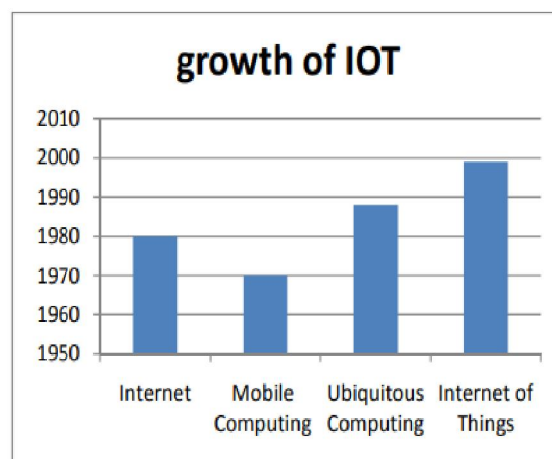 growth of IOT
2010
2000
1990
1980
1970
1960
1950
Internet
Mobile Computing
Ubiquitous Computing
Internet of Things